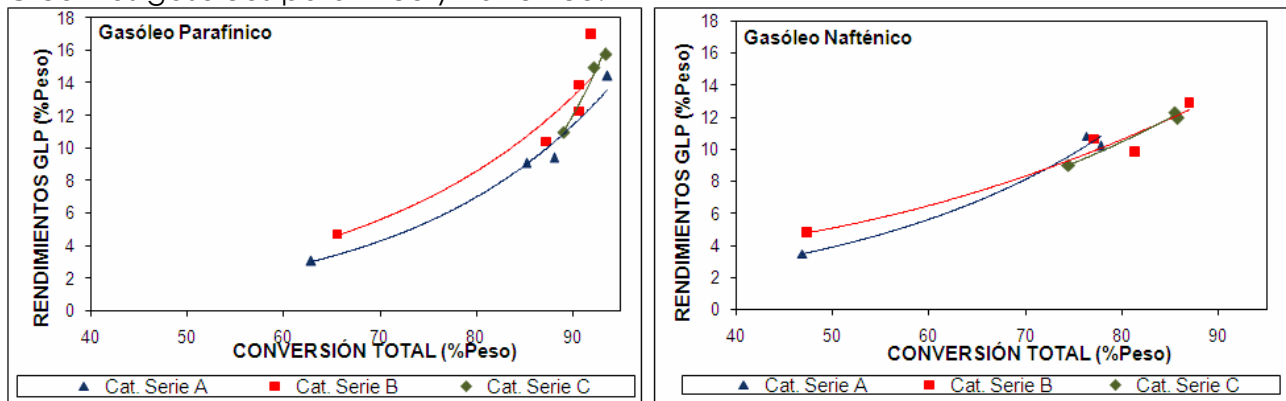 Gasóleo Parafínico
RENDIMIENTOS GLP (%Peso)
18
16
14
12
10
8
6
4
2
0
40 50 60 70 80 90
CONVERSIÓN TOTAL (%Peso)
Cat. Serie A Cat. Serie B Cat. Serie C
Gasóleo Nafténico
RENDIMIENTOS GLP (%Peso)
18
16
14
12
10
8
6
4
2
0
40 50 60 70 80 90
CONVERSIÓN TOTAL (%Peso)
Cat. Serie A Cat. Serie B Cat. Serie C